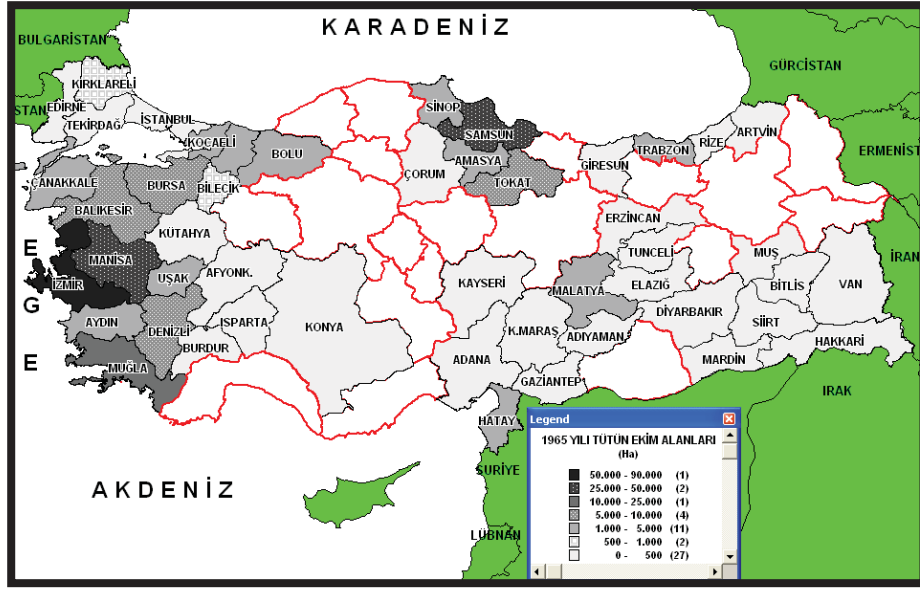 KARADENİZ
BULGARİSTAN
GÜRCİSTAN
KIRKLARELİ
EDİRNE
STAN
TEKİRDAĞ
İSTANBUL
SİNOP
SAMSUN
KOCAELİ
BOLU
ARTVİN
RİZE
TRABZON
GİRESUN
ERMENİST
AMASYA
ÇORUM
TOKAT
ÇANAKKALE
BURSA
BİLECİK
BALIKESİR
ERZİNCAN
KÜTAHYA
TUNCELİ
MUŞ
İRAN
E
MANİSA
UŞAK
AFYONK.
KAYSERİ
MALATYA
ELAZIĞ
BİTLİS
VAN
İZMİR
G
DİYARBAKIR
SİİRT
AYDIN
DENİZLİ
ISPARTA
KONYA
K.MARAŞ
ADIYAMAN
HAKKARİ
BURDUR
ADANA
MARDİN
E
MUĞLA
GAZİANTEP
IRAK
HATAY
SURİYE
AKDENİZ
LÜBNAN
Legend
1965 YILI TÜTÜN EKİM ALANLARI
(Ha)
50.000 - 90.000 (1)
25.000 - 50.000 (2)
10.000 - 25.000 (1)
5.000 - 10.000 (4)
1.000 - 5.000 (11)
500 - 1.000 (2)
0 - 500 (27)